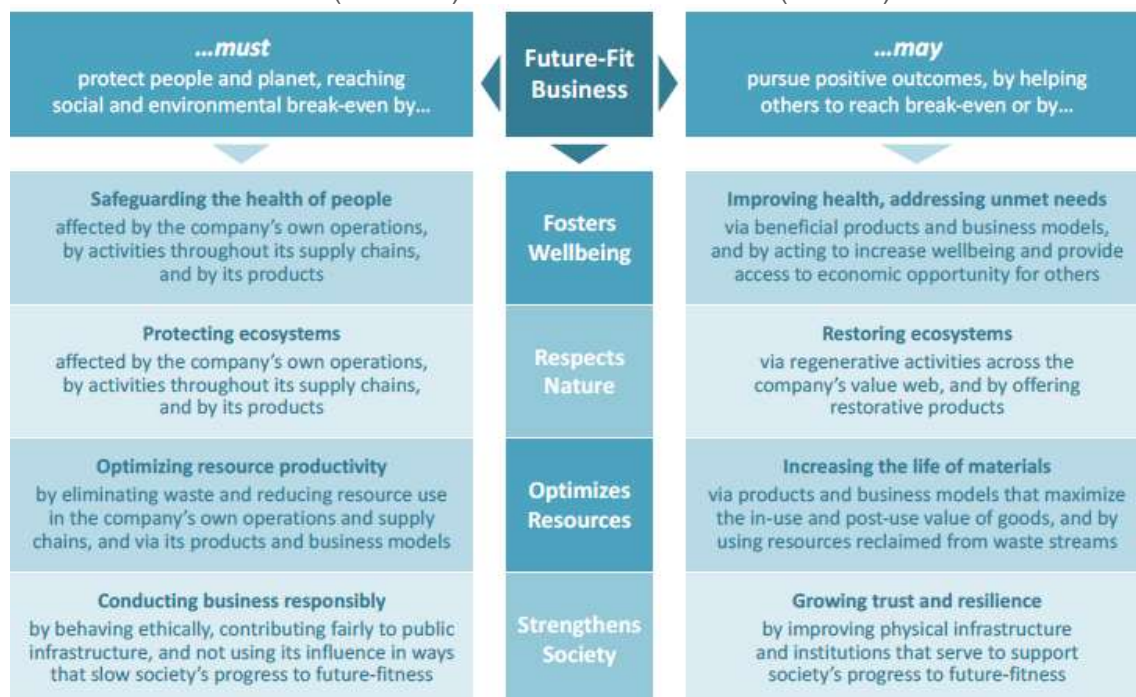 …must
protect people and planet, reaching
social and environmental break-even by…
Future-Fit
Business
…may
pursue positive outcomes, by helping
others to reach break-even or by…
Safeguarding the health of people
affected by the company's own operations,
by activities throughout its supply chains,
and by its products
Fosters
Wellbeing
Improving health, addressing unmet needs
via beneficial products and business models,
and by acting to increase wellbeing and provide
access to economic opportunity for others
Protecting ecosystems
affected by the company's own operations,
by activities throughout its supply chains,
and by its products
Respects
Nature
Restoring ecosystems
via regenerative activities across the
company's value web, and by offering
restorative products
Optimizing resource productivity
by eliminating waste and reducing resource use
in the company's own operations and supply
chains, and via its products and business models
Optimizes
Resources
Increasing the life of materials
via products and business models that maximize
the in-use and post-use value of goods, and by
using resources reclaimed from waste streams
Conducting business responsibly
by behaving ethically, contributing fairly to public
infrastructure, and not using its influence in ways
that slow society's progress to future-fitness
Strengthens
Society
Growing trust and resilience
by improving physical infrastructure
and institutions that serve to support
society's progress to future-fitness